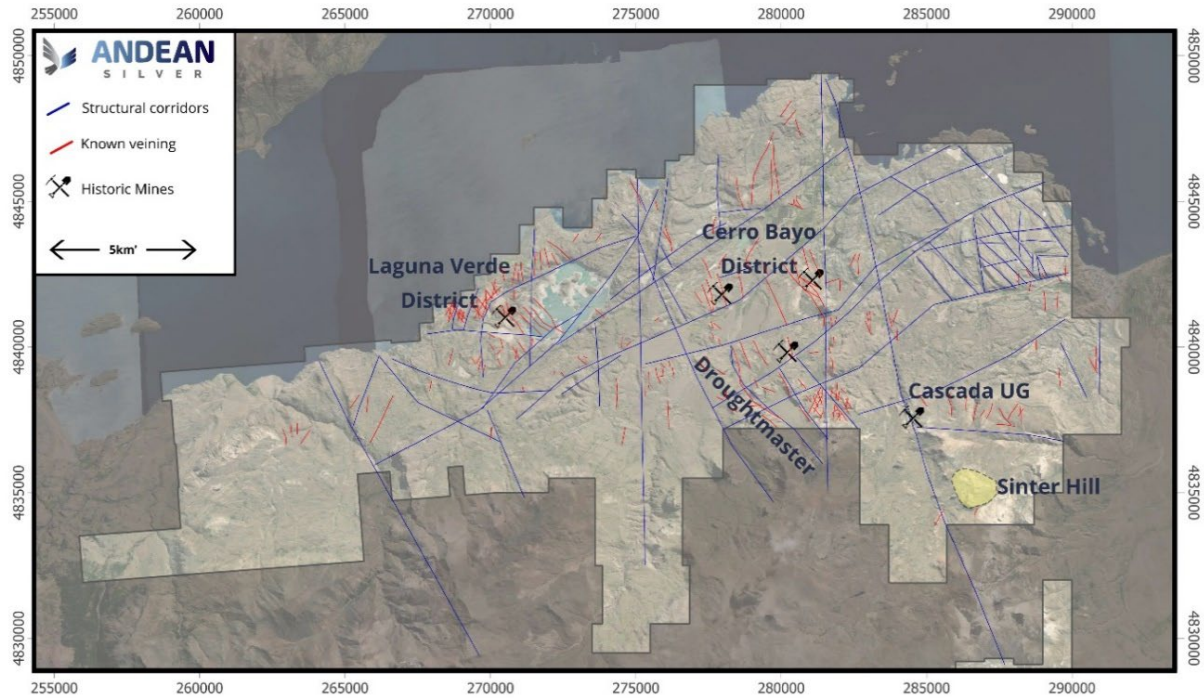 255000 260000 265000 270000 275000 280000 285000 290000
4850000 4850000
ANDEAN
SILVER
Structural corridors
Known veining
Historic Mines
5km'
4845000 4845000
Cerro Bayo
District
Laguna Verde
District
4840000 4840000
Droughtmaster
Cascada UG
4835000 4835000
Sinter Hill
4830000 4830000
255000 260000 265000 270000 275000 280000 285000 290000